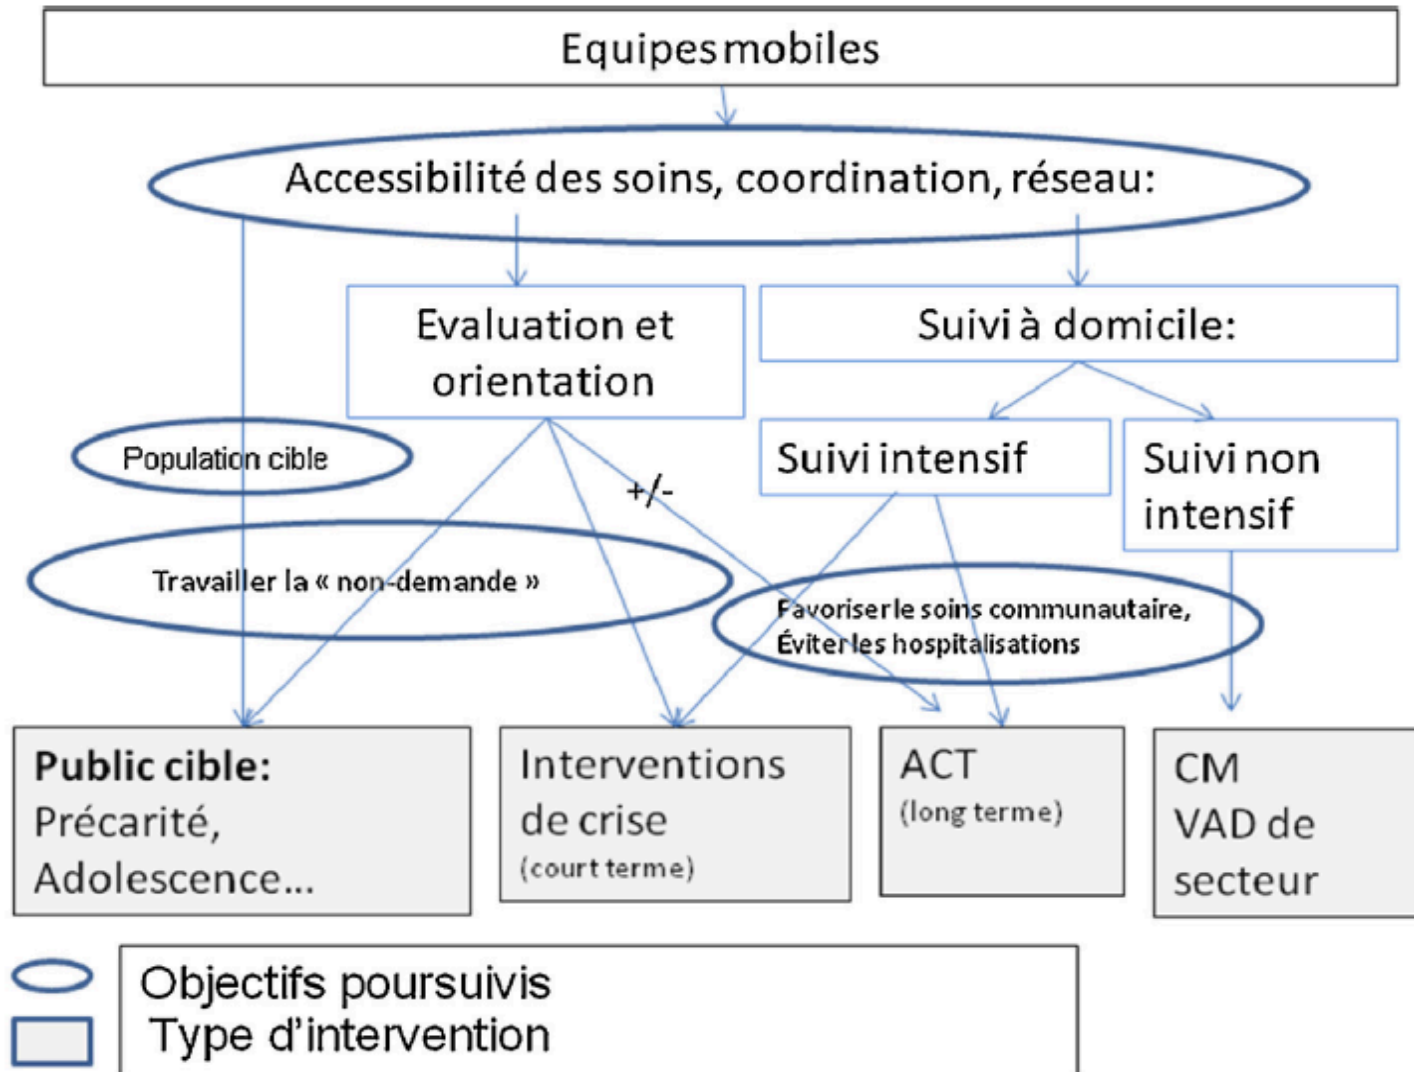 Equipes mobiles
Accessibilité des soins, coordination, réseau:
Evaluation et
orientation
Suivi à domicile:
Population cible
Suivi intensif
Suivi non
intensif
+/-
Travailler la « non-demande »
Favoriser le soins communautaire,
Éviter les hospitalisations
Public cible:
Précarité,
Adolescence...
Interventions
de crise
(court terme)
ACT
(long terme)
CM
VAD de
secteur
Objectifs poursuivis
Type d'intervention